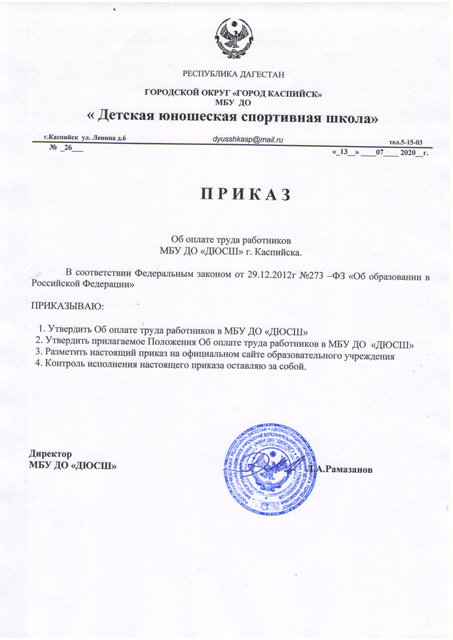 РЕСПУБЛИКА ДАГЕСТАН
ГОРОДСКОЙ ОКРУГ «ГОРОД КАСПИЙСК»
МБУ ДО
« Детская юношеская спортивная школа»
г.Каспийск ул. Ленина д.6 dyusshkasp@mail.ru тел.5-15-03
№ _26___ «_13__» ____07____ 2020__г.
П Р И К А З
Об оплате труда работников
МБУ ДО «ДЮСШ» г. Каспийска.
В соответствии Федеральным законом от 29.12.2012г №273 –ФЗ «Об образовании в
Российской Федерации»
ПРИКАЗЫВАЮ:
1. Утвердить Об оплате труда работников в МБУ ДО «ДЮСШ»
2. Утвердить прилагаемое Положения Об оплате труда работников в МБУ ДО «ДЮСШ»
3. Разметить настоящий приказ на официальном сайте образовательного учреждения
4. Контроль исполнения настоящего приказа оставляю за собой.
Директор
МБУ ДО «ДЮСШ» Д.А.Рамазанов